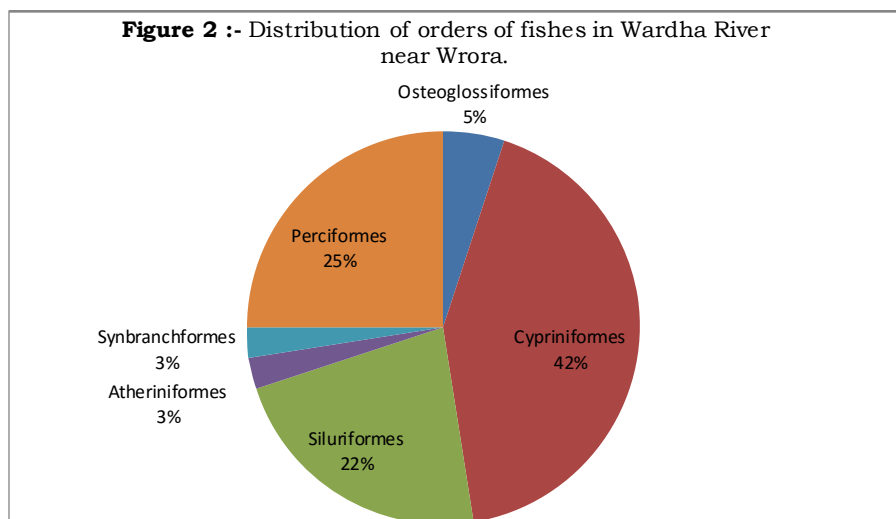 Figure 2 :- Distribution of orders of fishes in Wardha River
near Wrora.
Osteoglossiformes
5%
Cypriniformes
42%
Siluriformes
22%
Atheriniformes
3%
Synbranchformes
3%
Perciformes
25%